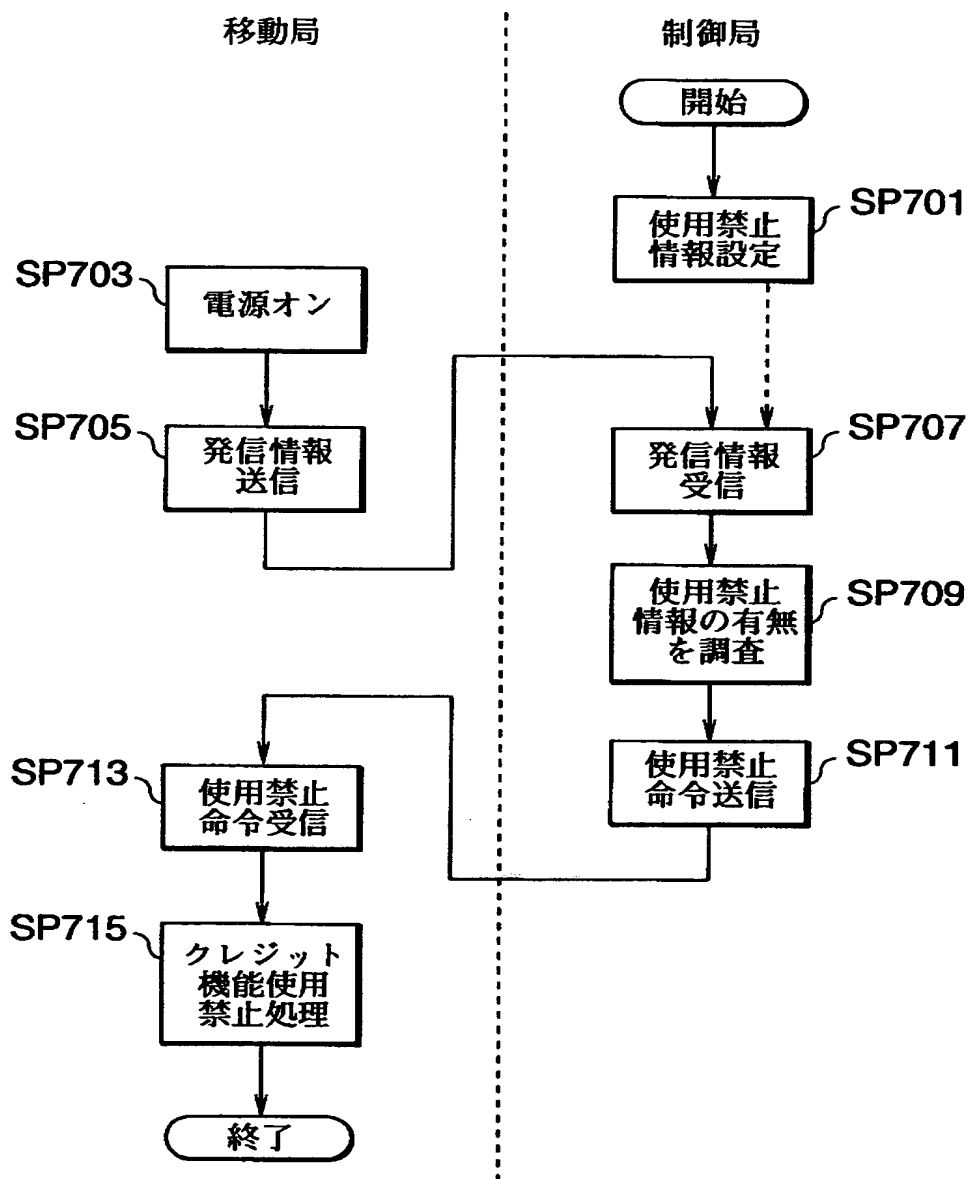 移動局
制御局
開始
SP701
使用禁止
情報設定
SP703
電源オン
SP705
発信情報
送信
SP707
発信情報
受信
SP709
使用禁止
情報の有無
を調査
SP711
使用禁止
命令送信
SP713
使用禁止
命令受信
SP715
クレジット
機能使用
禁止処理
終了